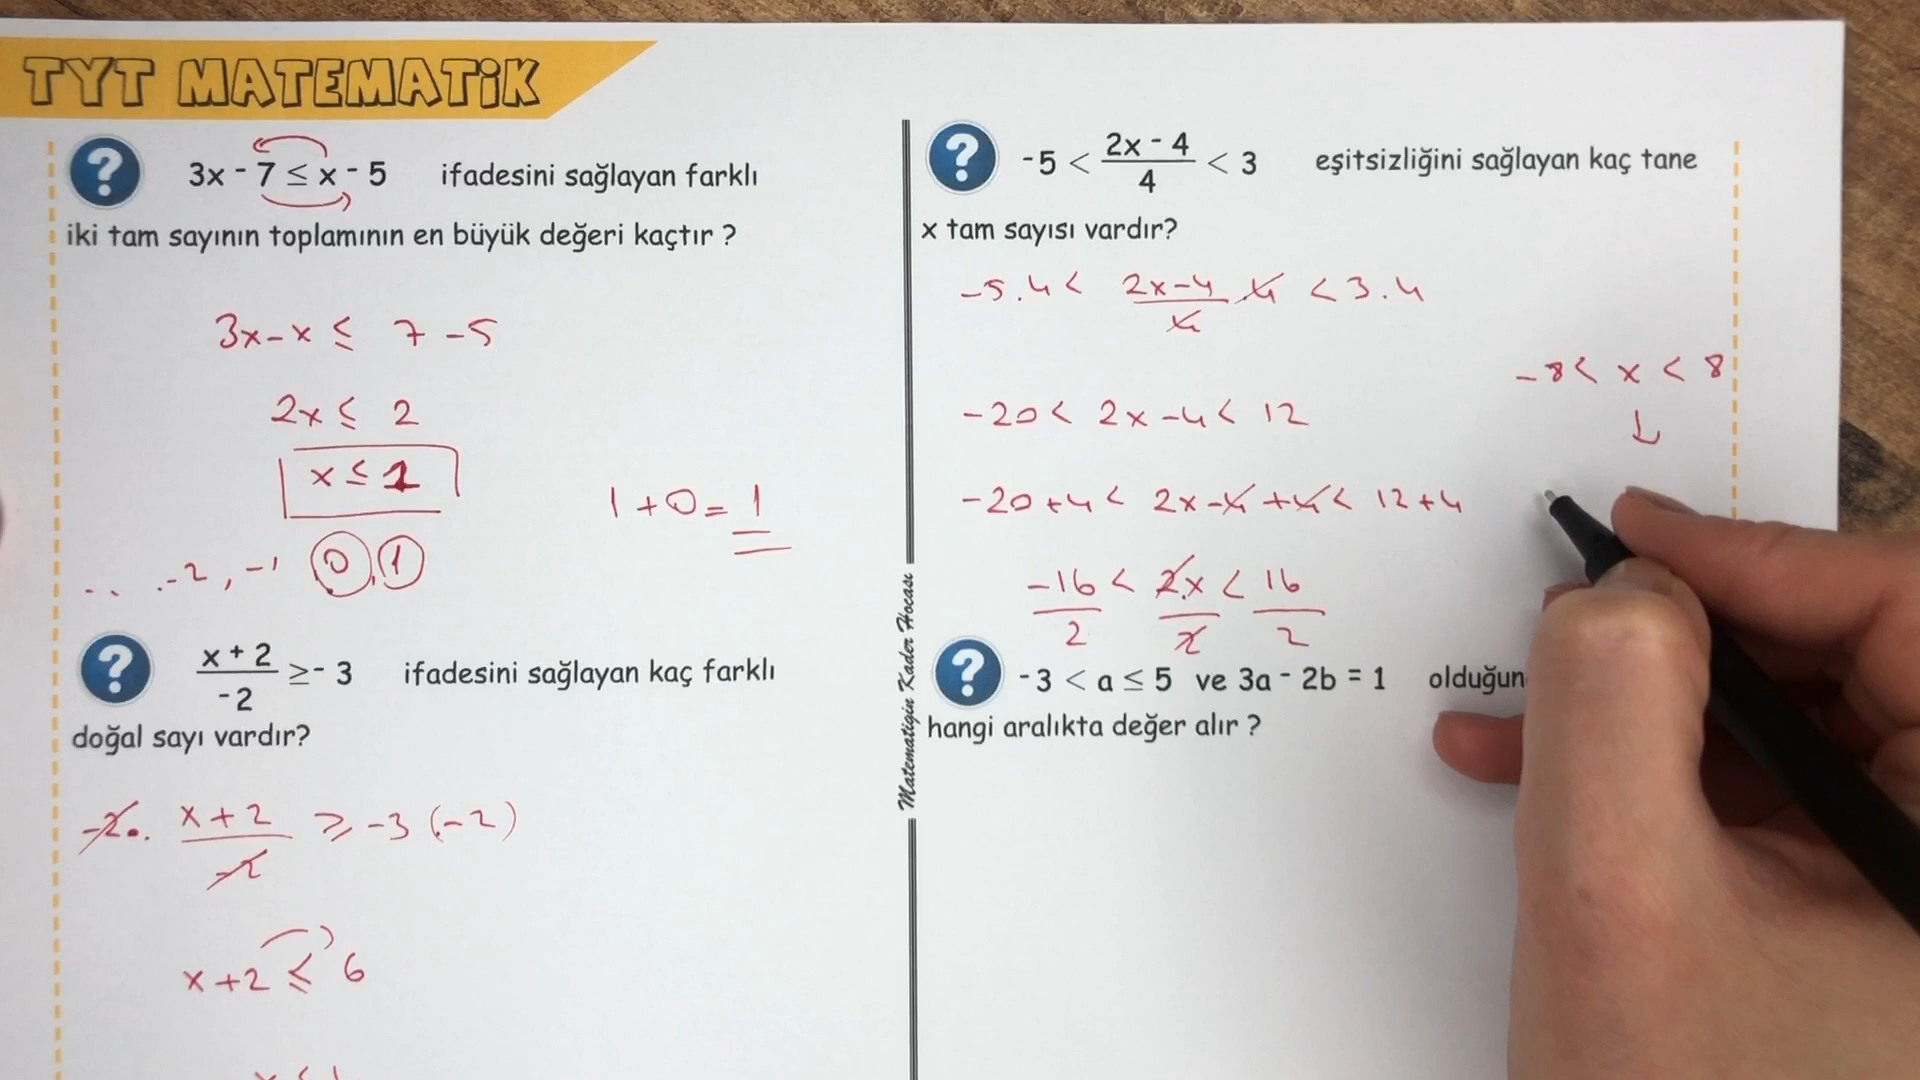 TYT MATEMATİK
3x - 7 ≤ x - 5 ifadesini sağlayan farklı
iki tam sayının toplamının en büyük değeri kaçtır ?
3x - x ≤ 7 - 5
2x ≤ 2
x ≤ 1
.. .-2, -1 0, 1
1 + 0 = 1
x + 2 / -2 ≥ - 3 ifadesini sağlayan kaç farklı
doğal sayı vardır?
-2 . x + 2 / -2 ≥ -3 (-2)
x + 2 ≤ 6
Matematiğin Kader Hocası
-5 < 2x - 4 / 4 < 3 eşitsizliğini sağlayan kaç tane
x tam sayısı vardır?
-5.4 < 2x - 4 / 4 .4 < 3.4
-20 < 2x - 4 < 12
-20 + 4 < 2x - 4 + 4 < 12 + 4
-16 / 2 < 2x / 2 < 16 / 2
-8 < x < 8
-3 < a ≤ 5 ve 3a - 2b = 1 olduğun
hangi aralıkta değer alır ?